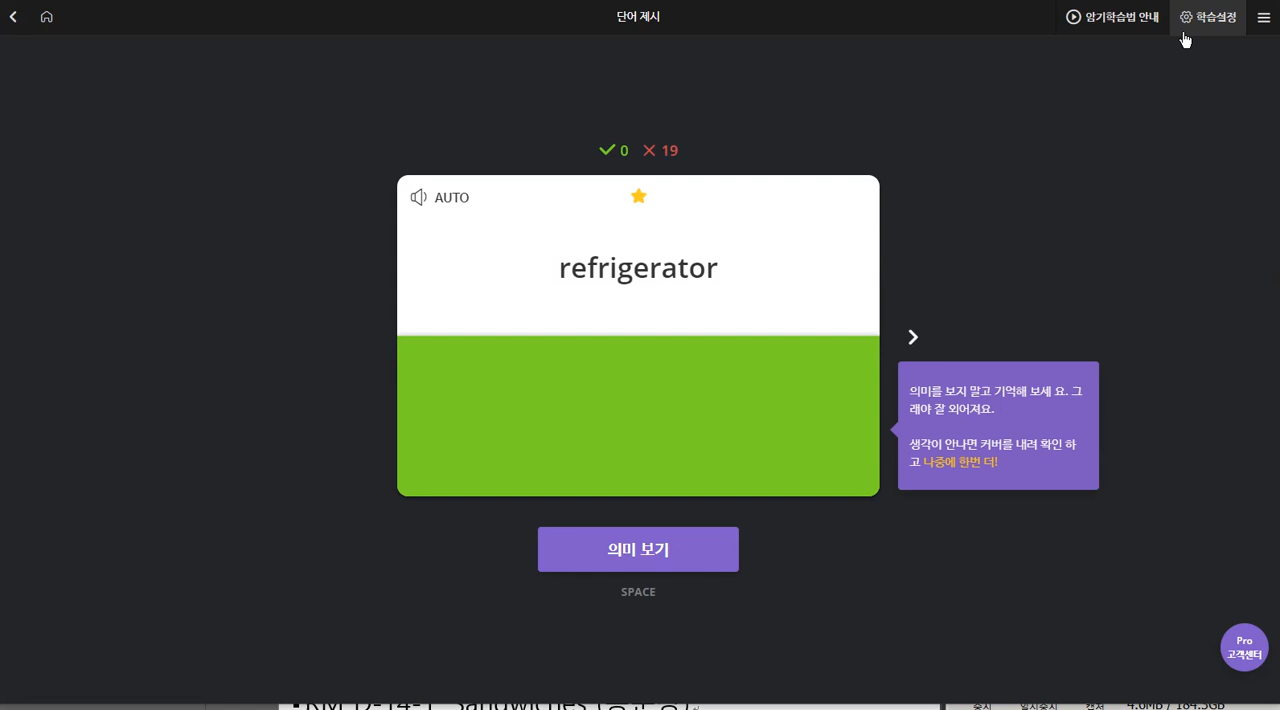 단어 제시
암기학습법 안내
학습설정
0
19
AUTO
refrigerator
의미를 보지 말고 기억해 보세 요. 그
래야 잘 외어져요.
생각이 안나면 커버를 내려 확인 하
고 나중에 한번 더!
의미 보기
SPACE
Pro
고객센터